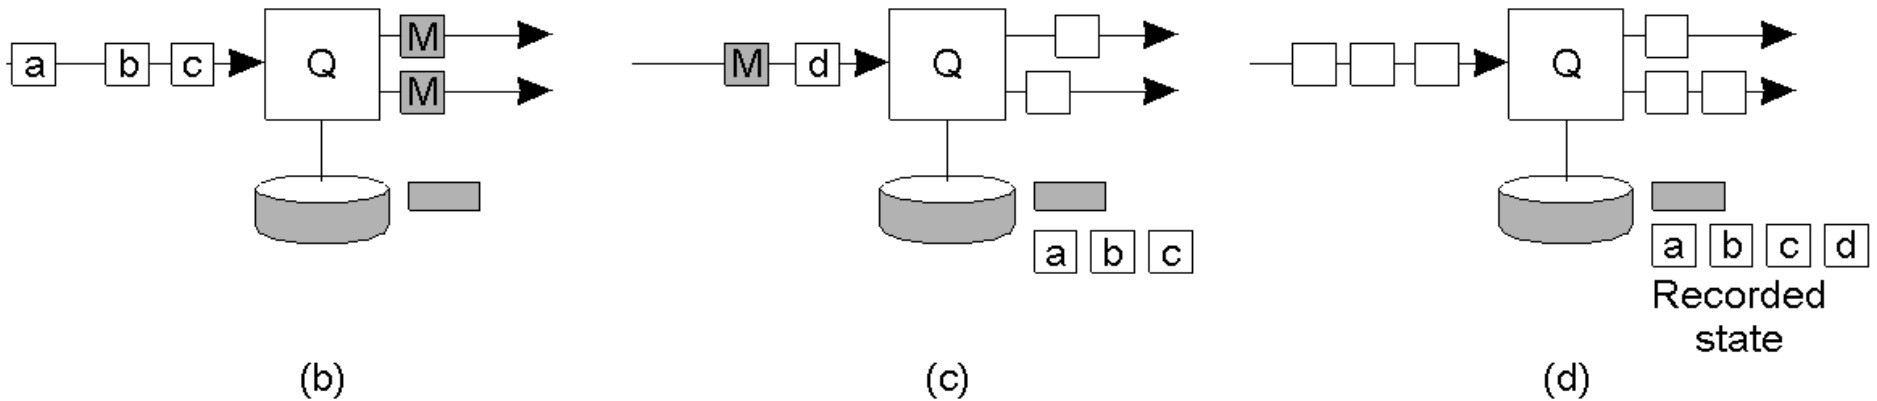 a b c Q M
M
(b)
M d Q
a b c
(c)
Q
a b c d
Recorded
state
(d)